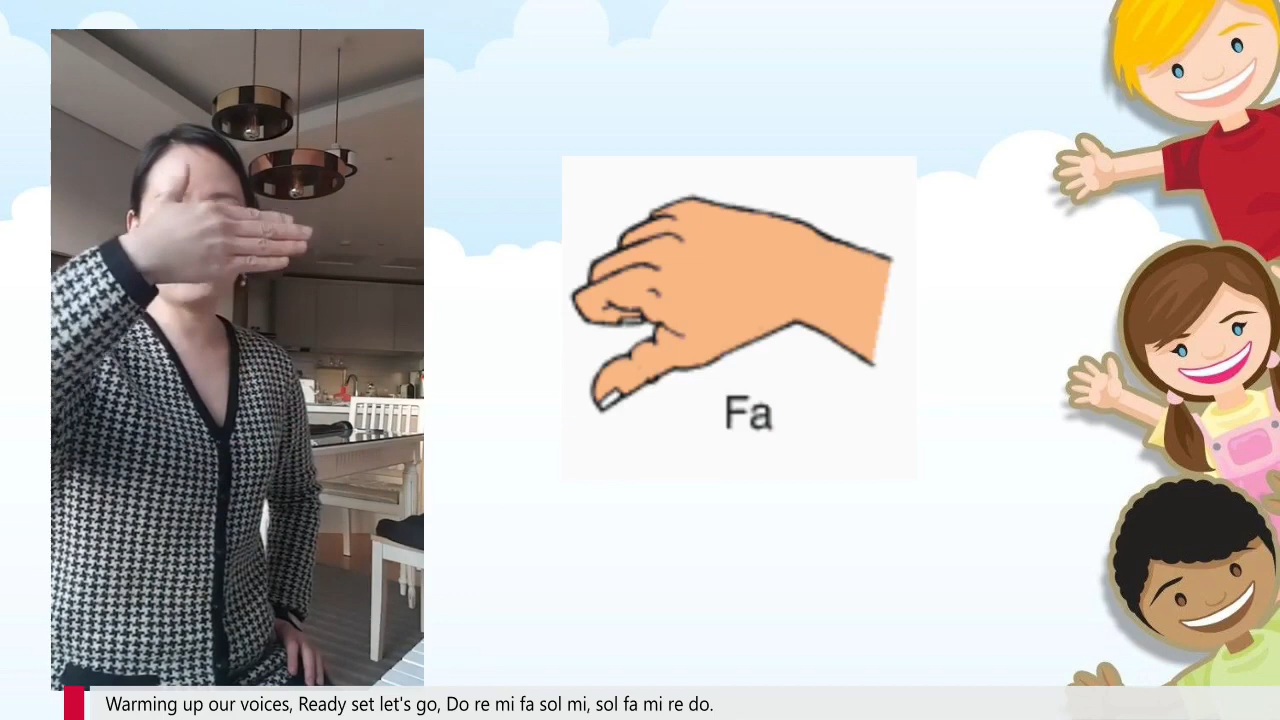 Fa
Warming up our voices, Ready set let's go, Do re mi fa sol mi, sol fa mi re do.